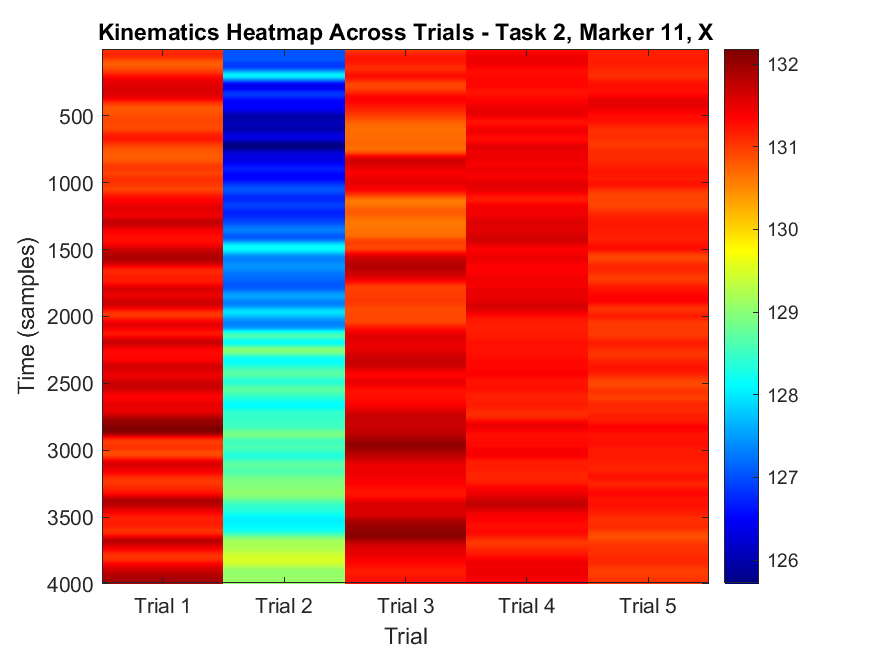 Kinematics Heatmap Across Trials - Task 2, Marker 11, X
Time (samples)
500
1000
1500
2000
2500
3000
3500
4000
Trial 1
Trial 2
Trial 3
Trial 4
Trial 5
Trial
132
131
130
129
128
127
126